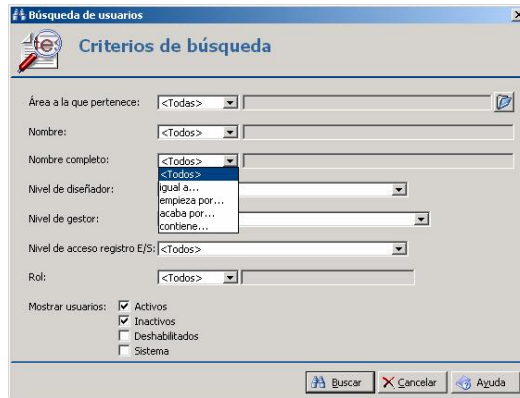 Búsqueda de usuarios
Criterios de búsqueda
Área a la que pertenece: <Todas>
Nombre: <Todos>
Nombre completo: <Todos>
<Todos>
igual a...
empieza por...
acaba por...
contiene...
Nivel de diseñador:
Nivel de gestor:
Nivel de acceso registro E/S: <Todos>
Rol: <Todos>
Mostrar usuarios: Activos
Inactivos
Deshabilitados
Sistema
Buscar Cancelar Ayuda